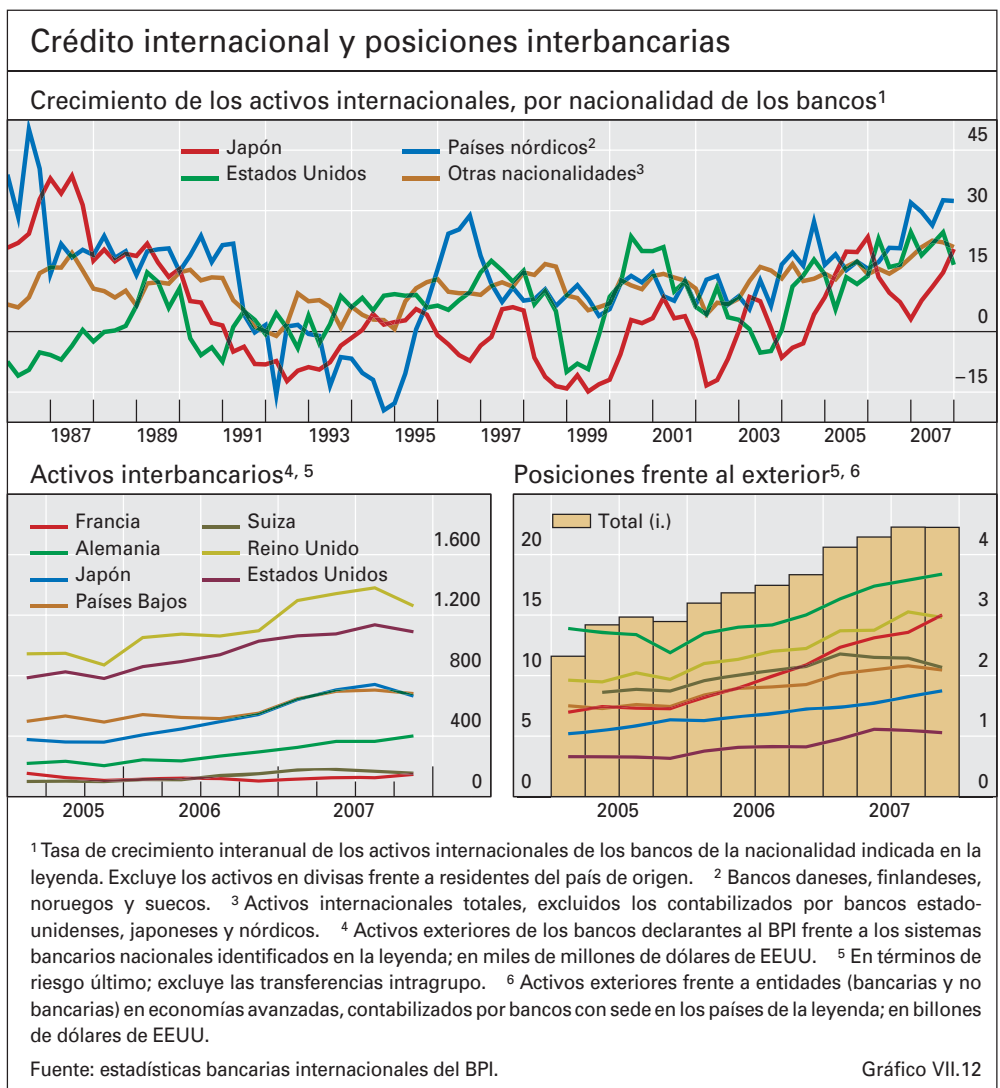 Crédito internacional y posiciones interbancarias
Crecimiento de los activos internacionales, por nacionalidad de los bancos¹
Japón
Estados Unidos
Países nórdicos²
Otras nacionalidades³
45
30
15
0
–15
1987 1989 1991 1993 1995 1997 1999 2001 2003 2005 2007
Activos interbancarios⁴, ⁵
Francia
Alemania
Japón
Países Bajos
Suiza
Reino Unido
Estados Unidos
1.600
1.200
800
400
0
2005 2006 2007
Posiciones frente al exterior⁵, ⁶
Total (i.)
20
15
10
5
0
4
3
2
1
0
2005 2006 2007
¹ Tasa de crecimiento interanual de los activos internacionales de los bancos de la nacionalidad indicada en la
leyenda. Excluye los activos en divisas frente a residentes del país de origen. ² Bancos daneses, finlandeses,
noruegos y suecos. ³ Activos internacionales totales, excluidos los contabilizados por bancos estado-
unidenses, japoneses y nórdicos. ⁴ Activos exteriores de los bancos declarantes al BPI frente a los sistemas
bancarios nacionales identificados en la leyenda; en miles de millones de dólares de EEUU. ⁵ En términos de
riesgo último; excluye las transferencias intragrupo. ⁶ Activos exteriores frente a entidades (bancarias y no
bancarias) en economías avanzadas, contabilizados por bancos con sede en los países de la leyenda; en billones
de dólares de EEUU.
Fuente: estadísticas bancarias internacionales del BPI.
Gráfico VII.12